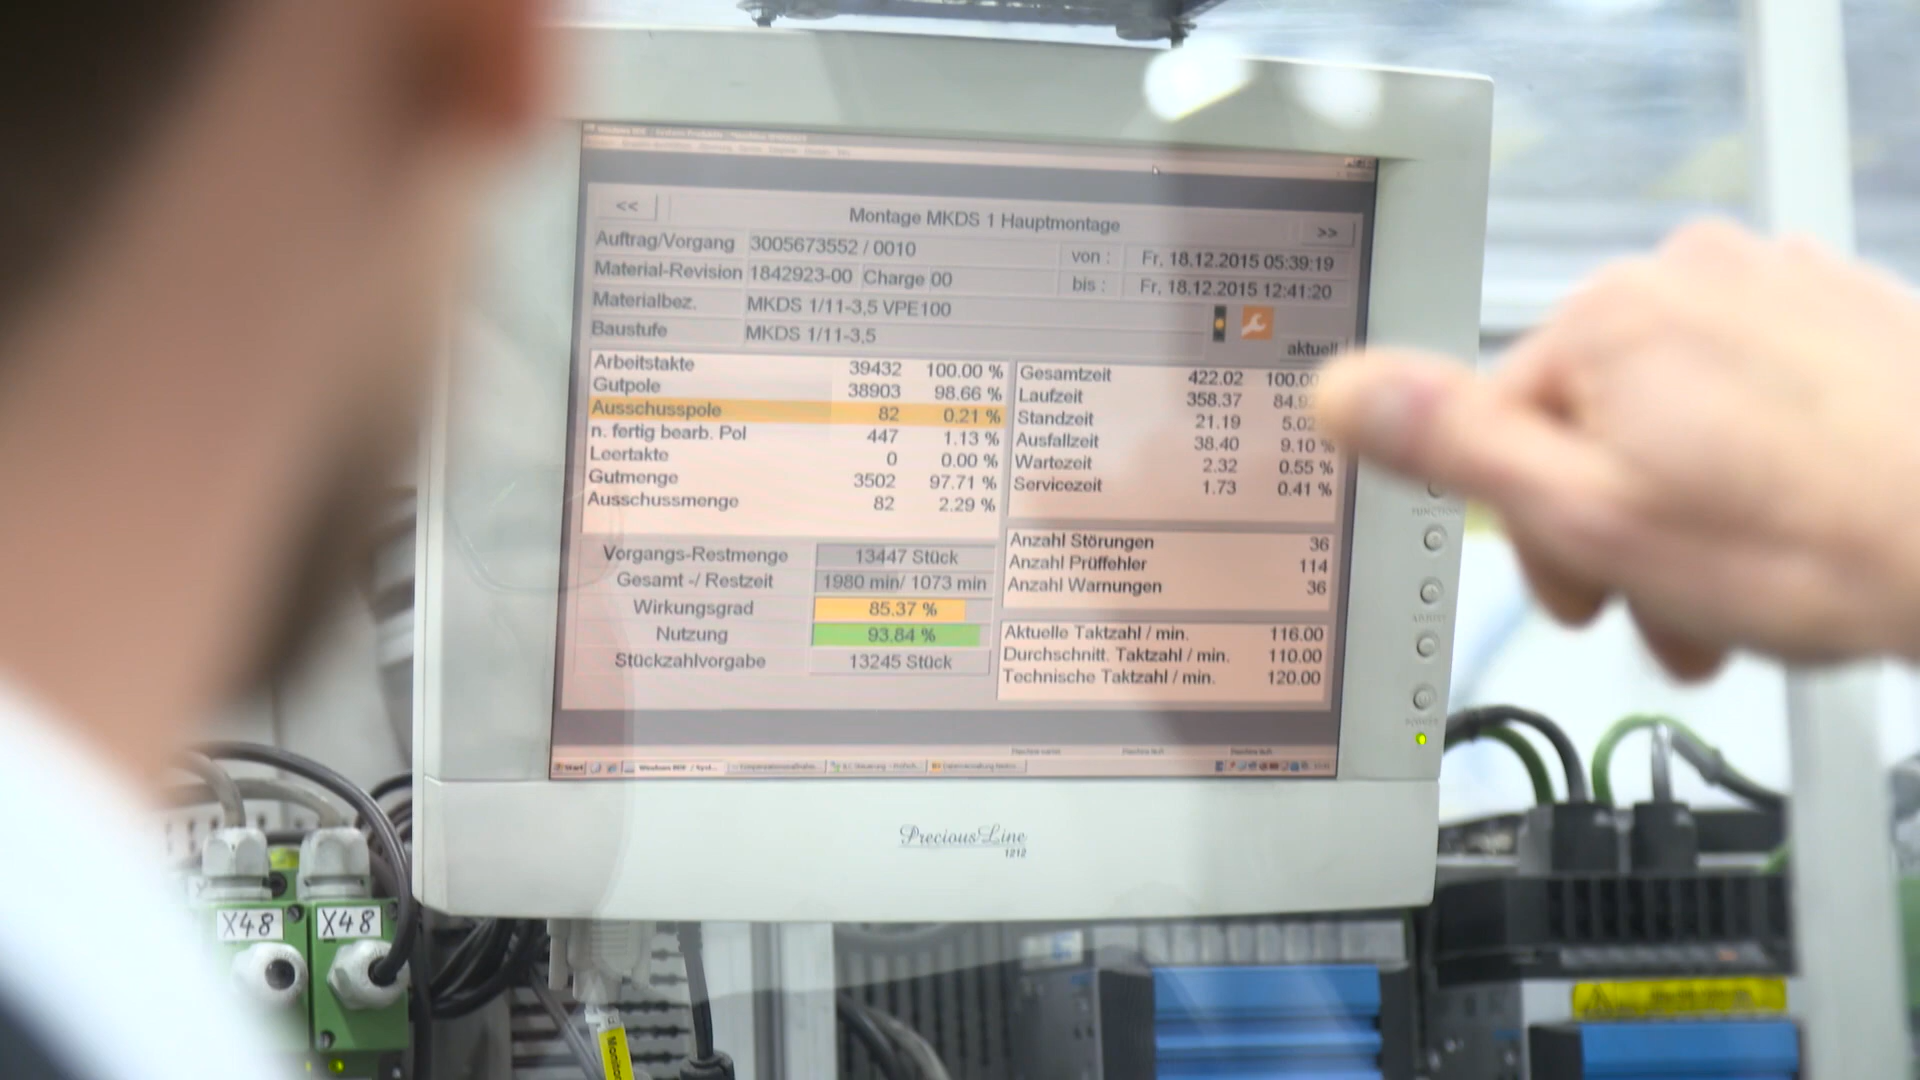 <<
Montage MKDS 1 Hauptmontage
>>
Auftrag/Vorgang 3005673552 / 0010 von : Fr, 18.12.2015 05:39:19
Material-Revision 1842923-00 Charge 00 bis : Fr, 18.12.2015 12:41:20
Materialbez. MKDS 1/11-3,5 VPE100
Baustufe MKDS 1/11-3,5
aktuell
Arbeitstakte 39432 100.00 %
Gutpole 38903 98.66 %
Ausschusspole 82 0.21 %
n. fertig bearb. Pol 447 1.13 %
Leertakte 0 0.00 %
Gutmenge 3502 97.71 %
Ausschussmenge 82 2.29 %
Gesamtzeit 422.02 100.00
Laufzeit 358.37 84.92
Standzeit 21.19 5.02
Ausfallzeit 38.40 9.10 %
Wartezeit 2.32 0.55 %
Servicezeit 1.73 0.41 %
Vorgangs-Restmenge 13447 Stück
Gesamt -/ Restzeit 1980 min/ 1073 min
Wirkungsgrad 85.37 %
Nutzung 93.84 %
Stückzahlvorgabe 13245 Stück
Anzahl Störungen 36
Anzahl Prüffehler 114
Anzahl Warnungen 36
Aktuelle Taktzahl / min. 116.00
Durchschnitt. Taktzahl / min. 110.00
Technische Taktzahl / min. 120.00
Start
PreciousLine
1212
FUNCTION
X48 X48
Monitor